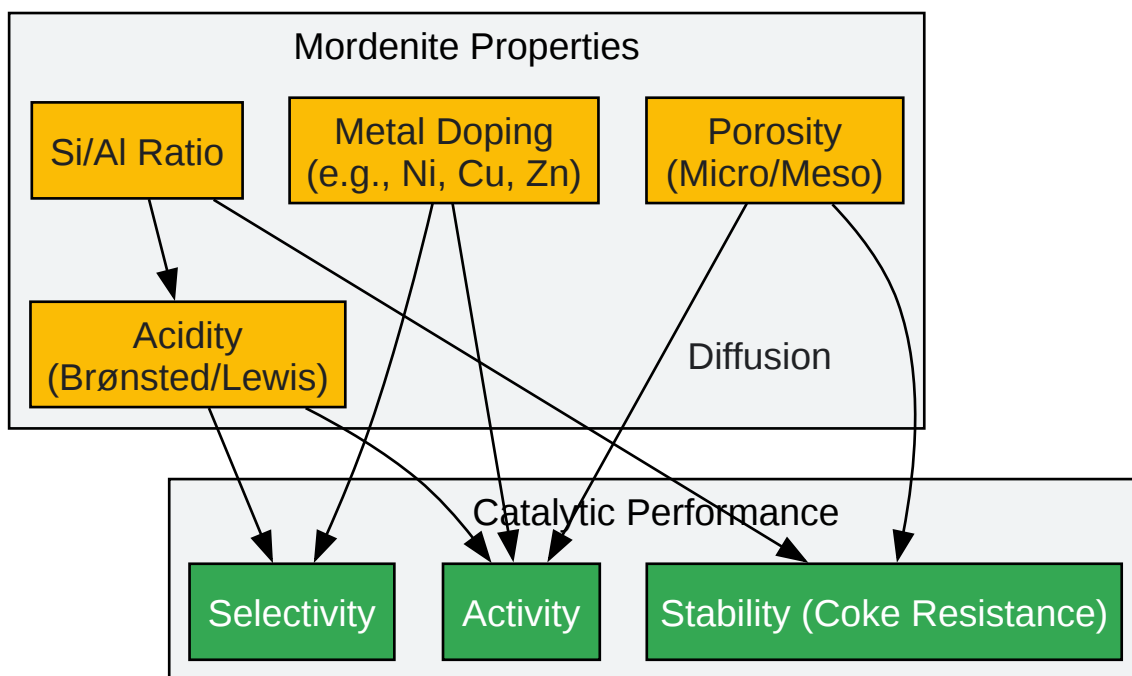 Mordenite Properties
Si/Al Ratio
Metal Doping
(e.g., Ni, Cu, Zn)
Porosity
(Micro/Meso)
Acidity
(Brønsted/Lewis)
Diffusion
Catalytic Performance
Selectivity
Activity
Stability (Coke Resistance)